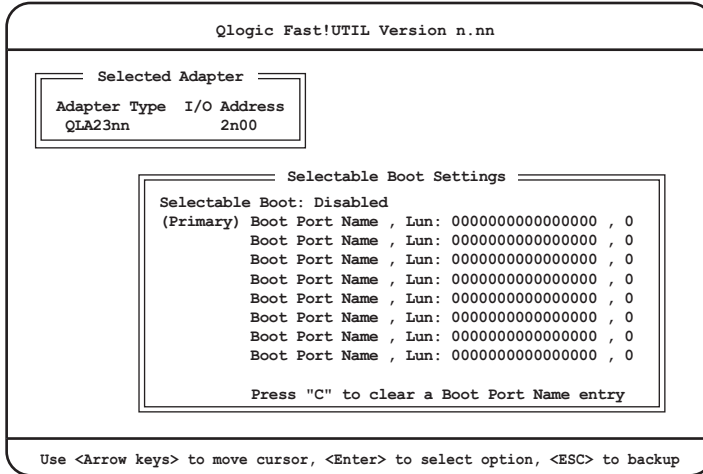 Qlogic Fast!UTIL Version n.nn
Selected Adapter
Adapter Type I/O Address
QLA23nn 2n00
Selectable Boot Settings
Selectable Boot: Disabled
(Primary) Boot Port Name , Lun: 0000000000000000 , 0
Boot Port Name , Lun: 0000000000000000 , 0
Boot Port Name , Lun: 0000000000000000 , 0
Boot Port Name , Lun: 0000000000000000 , 0
Boot Port Name , Lun: 0000000000000000 , 0
Boot Port Name , Lun: 0000000000000000 , 0
Boot Port Name , Lun: 0000000000000000 , 0
Boot Port Name , Lun: 0000000000000000 , 0
Press "C" to clear a Boot Port Name entry
Use <Arrow keys> to move cursor, <Enter> to select option, <ESC> to backup